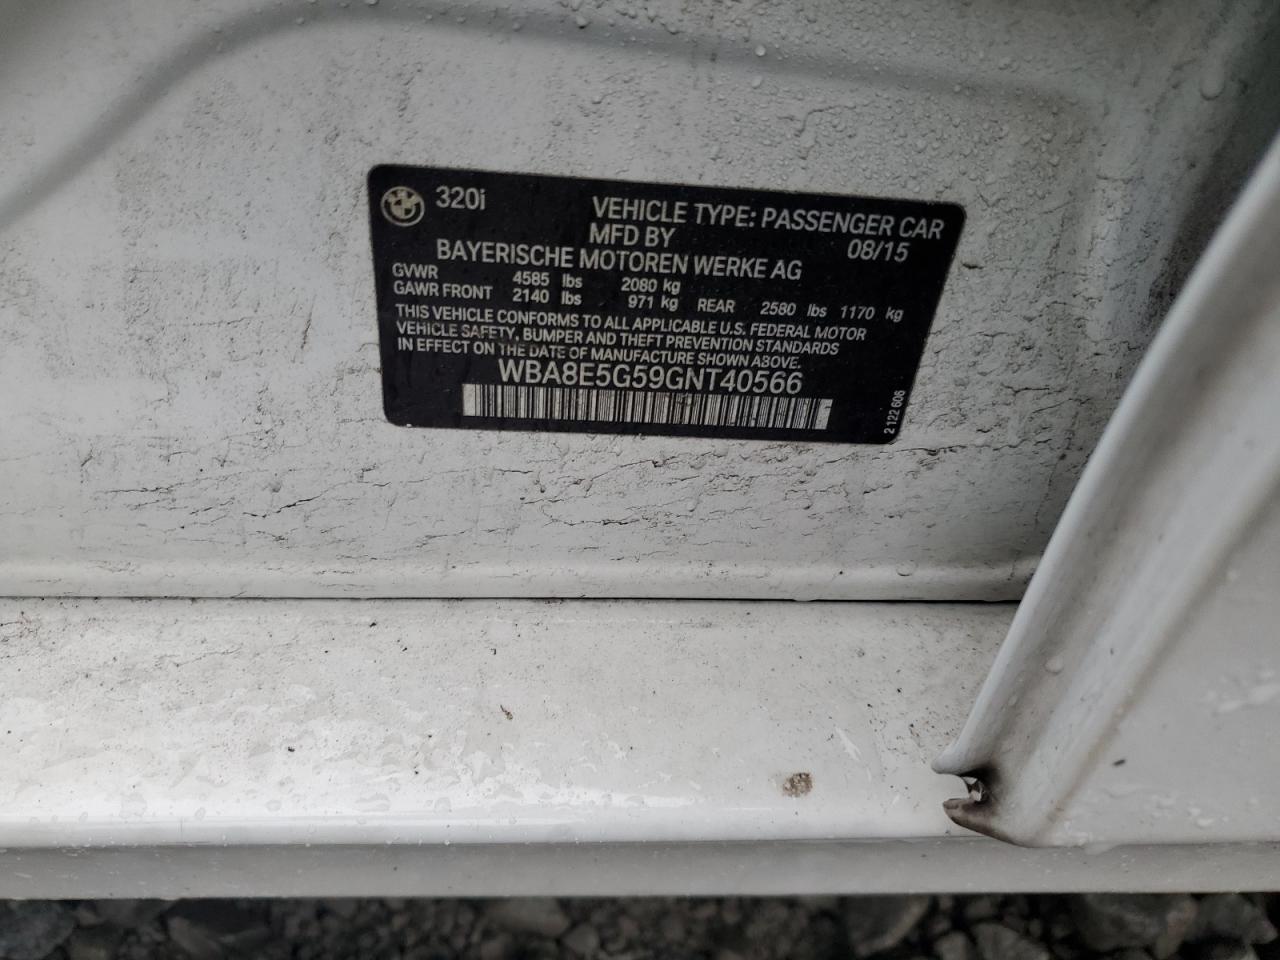 320i VEHICLE TYPE: PASSENGER CAR
MFD BY 08/15
BAYERISCHE MOTOREN WERKE AG
GVWR 4585 lbs 2080 kg
GAWR FRONT 2140 lbs 971 kg REAR 2580 lbs 1170 kg
THIS VEHICLE CONFORMS TO ALL APPLICABLE U.S. FEDERAL MOTOR
VEHICLE SAFETY, BUMPER AND THEFT PREVENTION STANDARDS
IN EFFECT ON THE DATE OF MANUFACTURE SHOWN ABOVE.
WBA8E5G59GNT40566
2 122 606